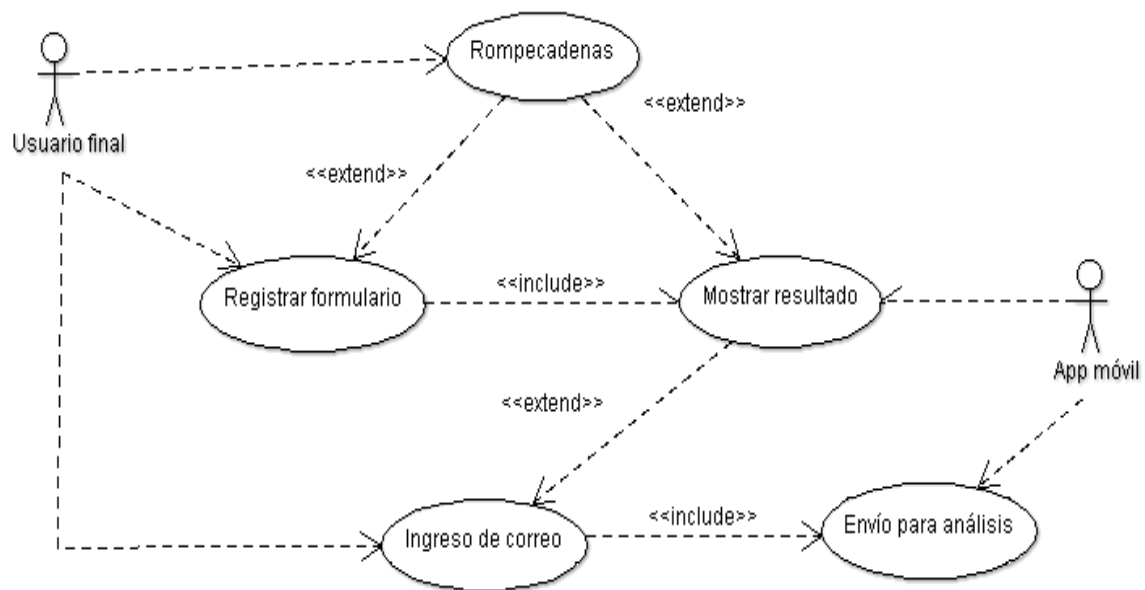 Rompecadenas
<<extend>>
Usuario final
<<extend>>
Registrar formulario
<<include>>
Mostrar resultado
App móvil
<<extend>>
Ingreso de correo
<<include>>
Envío para análisis